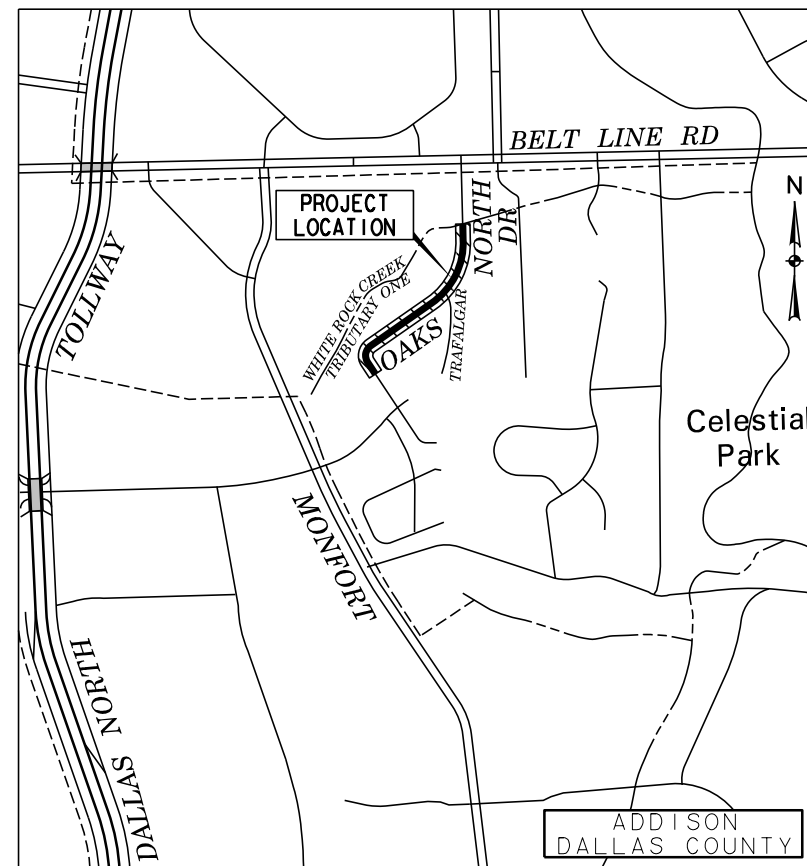 BELT LINE RD
PROJECT
LOCATION
N
NORTH
DR
TOLLWAY
WHITE ROCK CREEK
TRIBUTARY ONE
OAKS
TRAFALGAR
Celestial
Park
MONFORT
DALLAS NORTH
ADDISON
DALLAS COUNTY